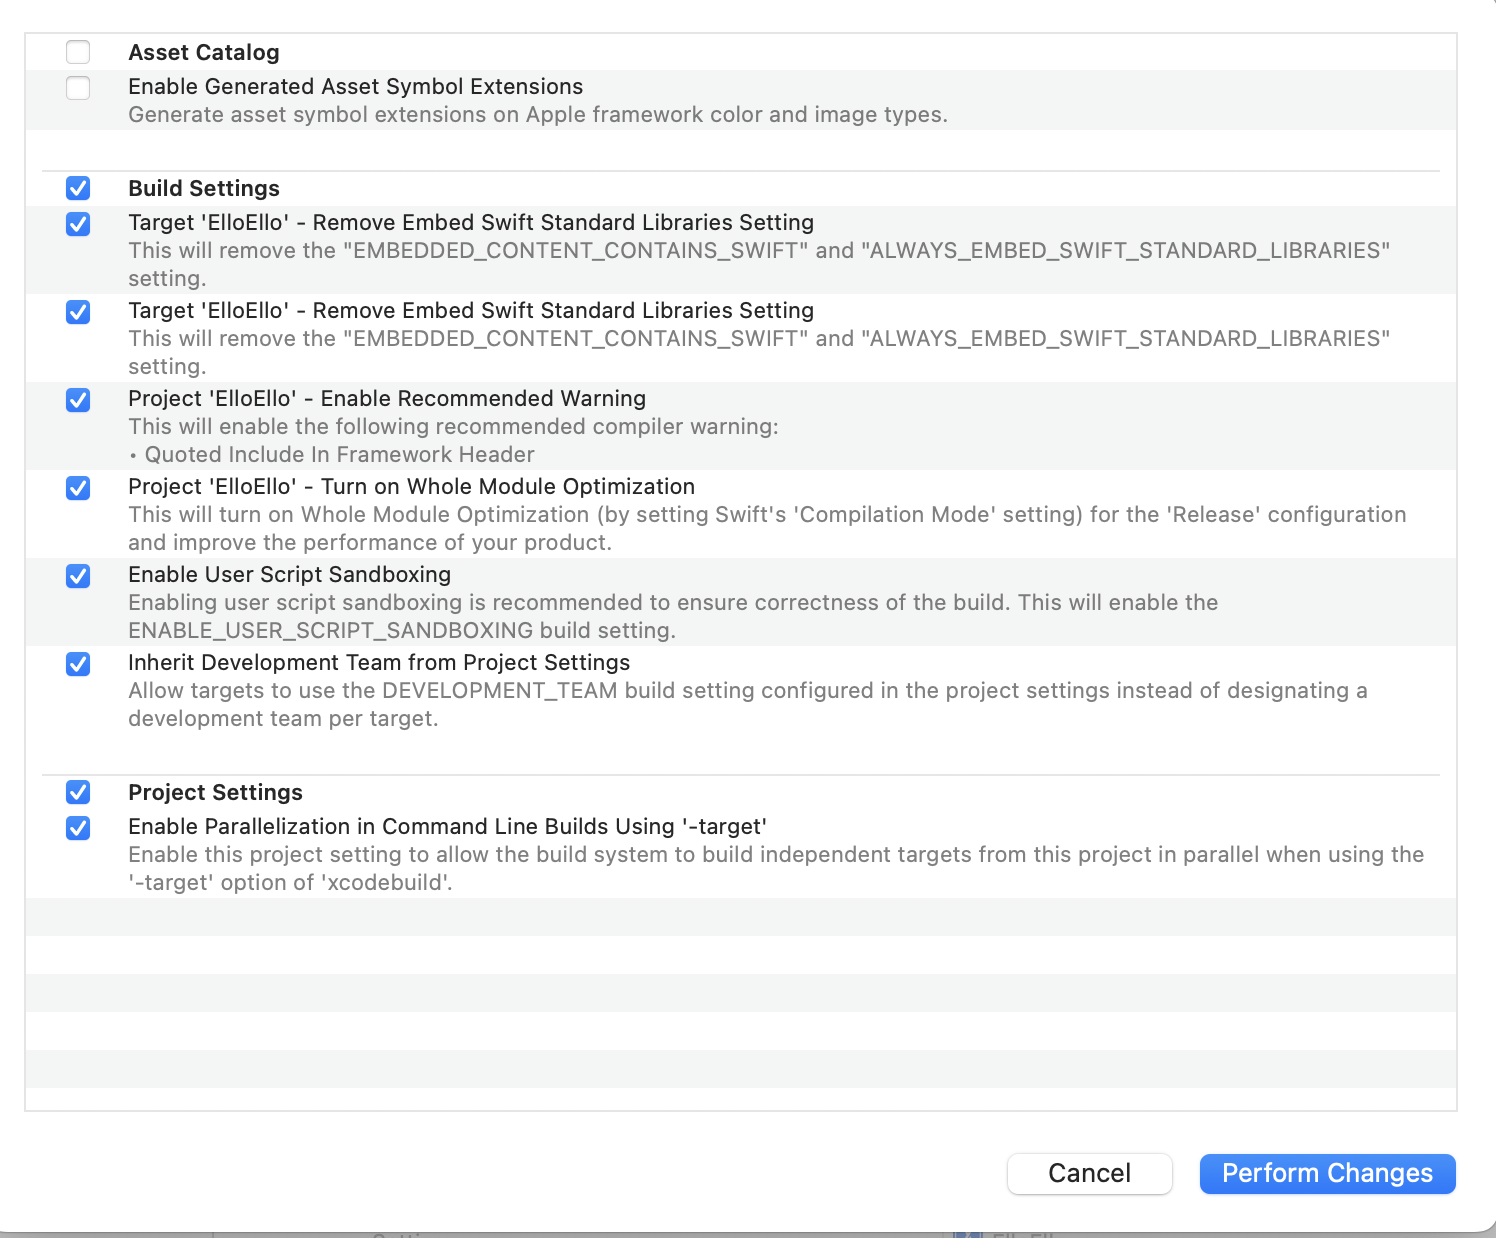 Asset Catalog
Enable Generated Asset Symbol Extensions
Generate asset symbol extensions on Apple framework color and image types.
Build Settings
Target 'ElloEllo' - Remove Embed Swift Standard Libraries Setting
This will remove the "EMBEDDED_CONTENT_CONTAINS_SWIFT" and "ALWAYS_EMBED_SWIFT_STANDARD_LIBRARIES"
setting.
Target 'ElloEllo' - Remove Embed Swift Standard Libraries Setting
This will remove the "EMBEDDED_CONTENT_CONTAINS_SWIFT" and "ALWAYS_EMBED_SWIFT_STANDARD_LIBRARIES"
setting.
Project 'ElloEllo' - Enable Recommended Warning
This will enable the following recommended compiler warning:
• Quoted Include In Framework Header
Project 'ElloEllo' - Turn on Whole Module Optimization
This will turn on Whole Module Optimization (by setting Swift's 'Compilation Mode' setting) for the 'Release' configuration
and improve the performance of your product.
Enable User Script Sandboxing
Enabling user script sandboxing is recommended to ensure correctness of the build. This will enable the
ENABLE_USER_SCRIPT_SANDBOXING build setting.
Inherit Development Team from Project Settings
Allow targets to use the DEVELOPMENT_TEAM build setting configured in the project settings instead of designating a
development team per target.
Project Settings
Enable Parallelization in Command Line Builds Using '-target'
Enable this project setting to allow the build system to build independent targets from this project in parallel when using the
'-target' option of 'xcodebuild'.
Cancel
Perform Changes